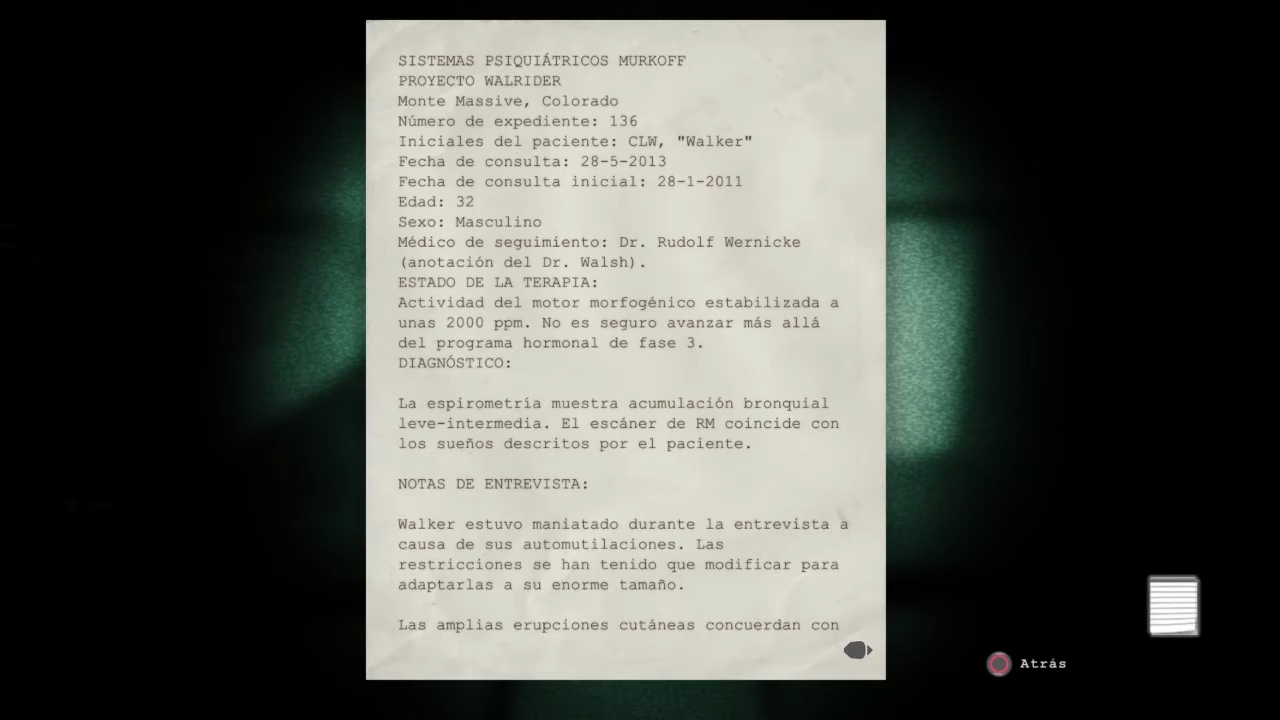 SISTEMAS PSIQUIÁTRICOS MURKOFF
PROYECTO WALRIDER
Monte Massive, Colorado
Número de expediente: 136
Iniciales del paciente: CLW, "Walker"
Fecha de consulta: 28-5-2013
Fecha de consulta inicial: 28-1-2011
Edad: 32
Sexo: Masculino
Médico de seguimiento: Dr. Rudolf Wernicke
(anotación del Dr. Walsh).
ESTADO DE LA TERAPIA:
Actividad del motor morfogénico estabilizada a
unas 2000 ppm. No es seguro avanzar más allá
del programa hormonal de fase 3.
DIAGNÓSTICO:
La espirometría muestra acumulación bronquial
leve-intermedia. El escáner de RM coincide con
los sueños descritos por el paciente.
NOTAS DE ENTREVISTA:
Walker estuvo maniatado durante la entrevista a
causa de sus automutilaciones. Las
restricciones se han tenido que modificar para
adaptarlas a su enorme tamaño.
Las amplias erupciones cutáneas concuerdan con
Atrás